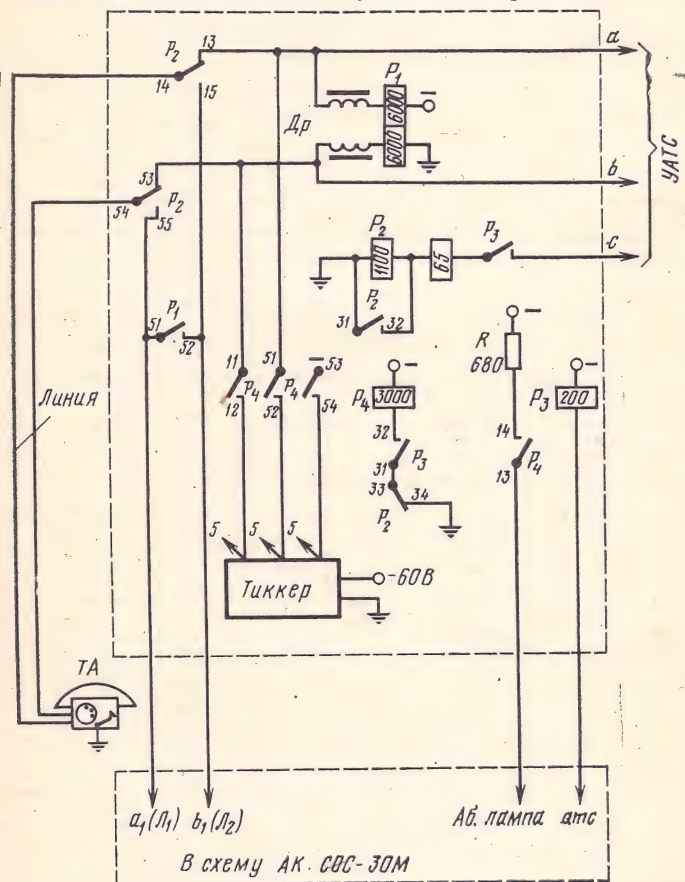 P₂ 13
14
15
a
P₁
6000 6000
–
Др
УАТС
b
53
54 P₂
55
P₂
1100
65
P₃
c
P₂
31 32
P₁
51
52
–
R
680
–
P₃ 200
–
P₄ 3000
11 51 – 53
P₄ P₄
12 52 54
Линия
32
P₃
31
33
34
P₂
14
P₄
13
5 5 5
Тиккер
–60В
ТА
a₁(Л₁) b₁(Л₂) Аб. лампа атс
В схему АК. СОС-30М